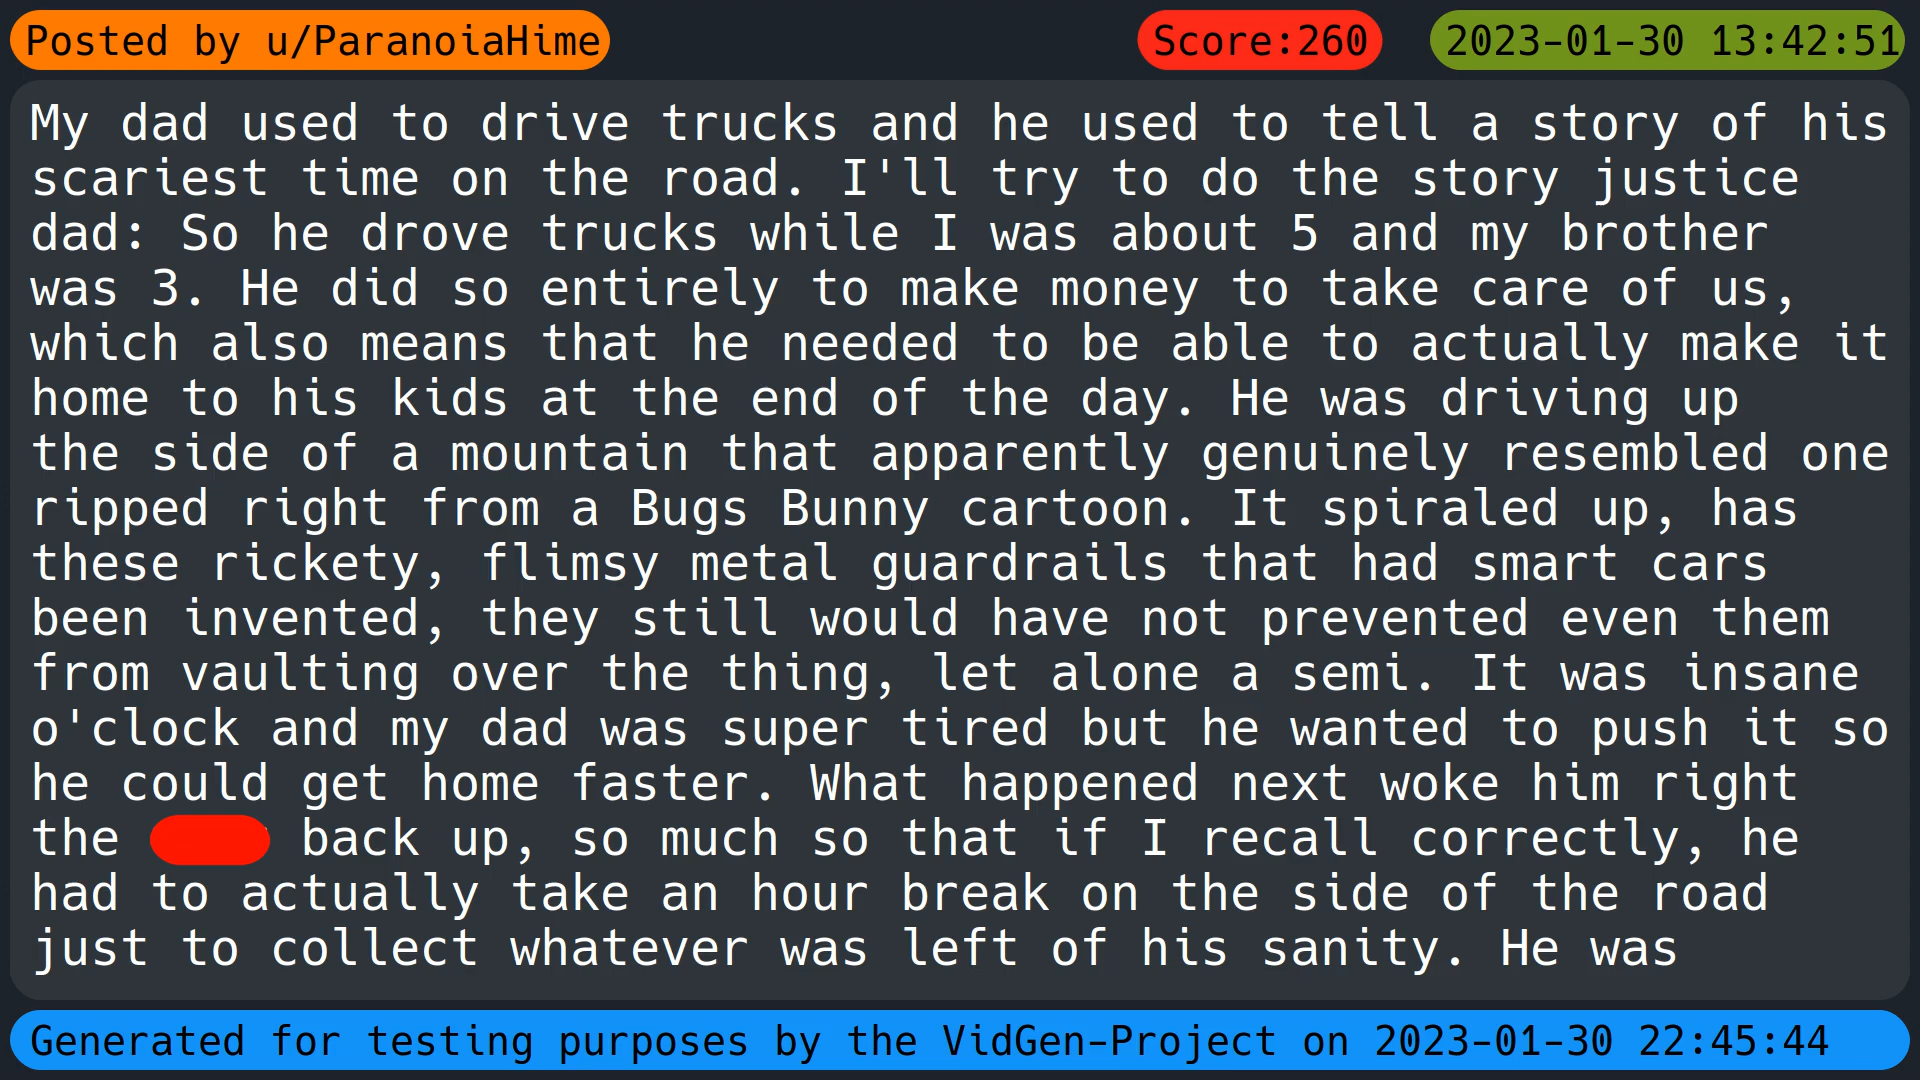 Posted by u/ParanoiaHime
Score:260
2023-01-30 13:42:51
My dad used to drive trucks and he used to tell a story of his
scariest time on the road. I'll try to do the story justice
dad: So he drove trucks while I was about 5 and my brother
was 3. He did so entirely to make money to take care of us,
which also means that he needed to be able to actually make it
home to his kids at the end of the day. He was driving up
the side of a mountain that apparently genuinely resembled one
ripped right from a Bugs Bunny cartoon. It spiraled up, has
these rickety, flimsy metal guardrails that had smart cars
been invented, they still would have not prevented even them
from vaulting over the thing, let alone a semi. It was insane
o'clock and my dad was super tired but he wanted to push it so
he could get home faster. What happened next woke him right
the back up, so much so that if I recall correctly, he
had to actually take an hour break on the side of the road
just to collect whatever was left of his sanity. He was
Generated for testing purposes by the VidGen-Project on 2023-01-30 22:45:44